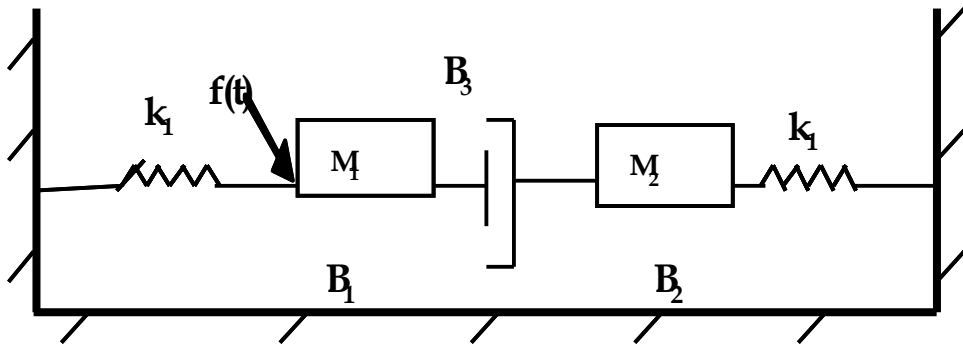 B₃
f(t)
k₁
k₁
M₁
M₂
B₁
B₂